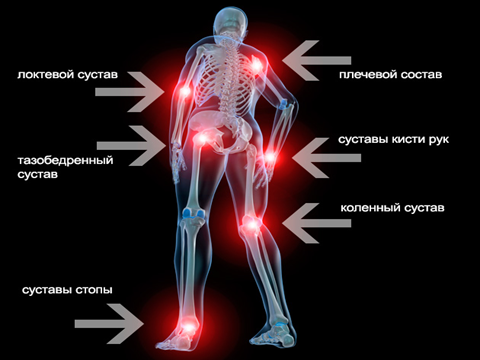 локтевой сустав
плечевой состав
суставы кисти рук
тазобедренный
сустав
коленный сустав
суставы стопы